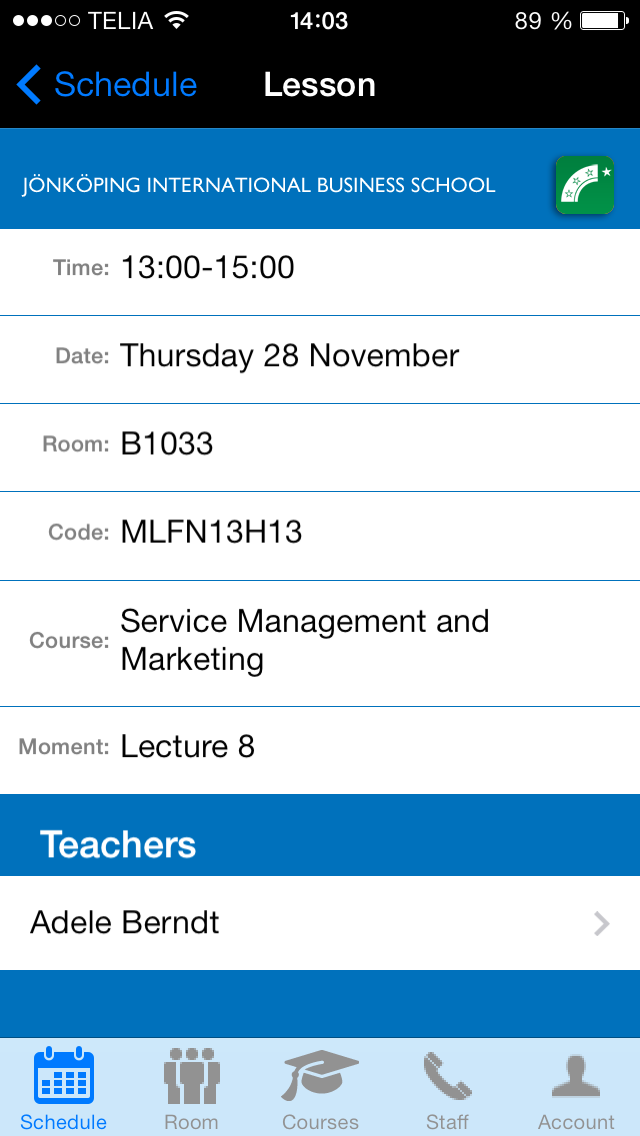 TELIA 14:03 89 %
Schedule Lesson
JÖNKÖPING INTERNATIONAL BUSINESS SCHOOL
Time: 13:00-15:00
Date: Thursday 28 November
Room: B1033
Code: MLFN13H13
Course: Service Management and
Marketing
Moment: Lecture 8
Teachers
Adele Berndt
Schedule Room Courses Staff Account